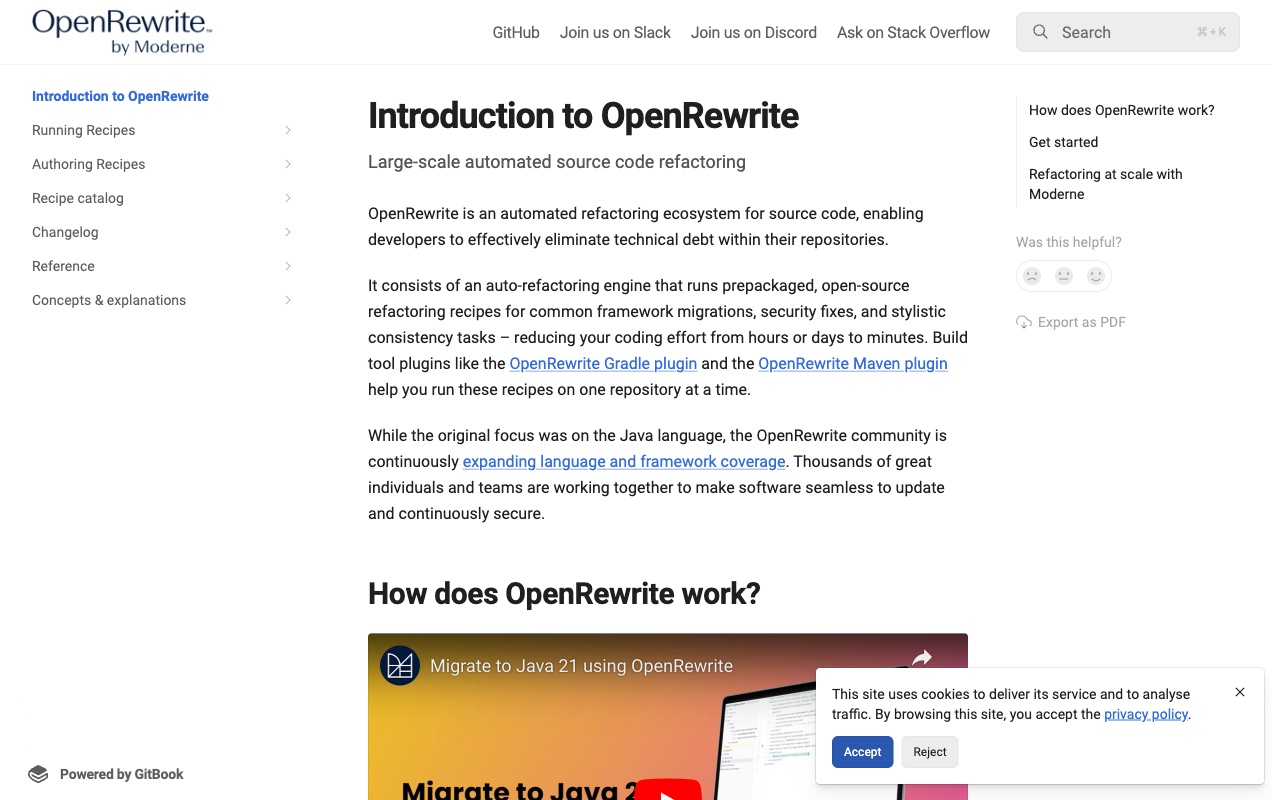 OpenRewrite™
by Moderne
GitHub
Join us on Slack
Join us on Discord
Ask on Stack Overflow
Search
⌘ + K
Introduction to OpenRewrite
Running Recipes
Authoring Recipes
Recipe catalog
Changelog
Reference
Concepts & explanations
Powered by GitBook
Introduction to OpenRewrite
Large-scale automated source code refactoring
OpenRewrite is an automated refactoring ecosystem for source code, enabling
developers to effectively eliminate technical debt within their repositories.
It consists of an auto-refactoring engine that runs prepackaged, open-source
refactoring recipes for common framework migrations, security fixes, and stylistic
consistency tasks – reducing your coding effort from hours or days to minutes. Build
tool plugins like the OpenRewrite Gradle plugin and the OpenRewrite Maven plugin
help you run these recipes on one repository at a time.
While the original focus was on the Java language, the OpenRewrite community is
continuously expanding language and framework coverage. Thousands of great
individuals and teams are working together to make software seamless to update
and continuously secure.
How does OpenRewrite work?
Migrate to Java 21 using OpenRewrite
Migrate to Java 2
How does OpenRewrite work?
Get started
Refactoring at scale with
Moderne
Was this helpful?
Export as PDF
This site uses cookies to deliver its service and to analyse
traffic. By browsing this site, you accept the privacy policy.
Accept
Reject